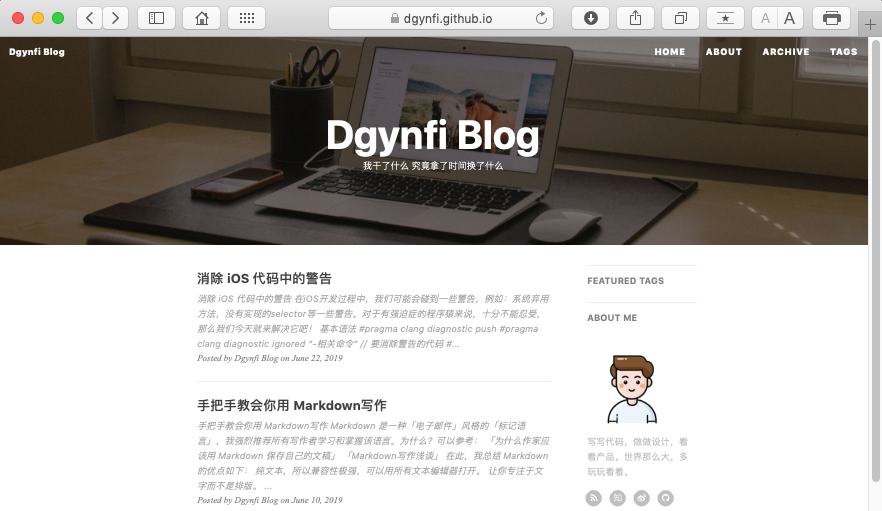 dgynfi.github.io
A A
Dgynfi Blog
HOME ABOUT ARCHIVE TAGS
Dgynfi Blog
我干了什么 究竟拿了时间换了什么
消除 iOS 代码中的警告
消除 iOS 代码中的警告 在iOS开发过程中，我们可能会碰到一些警告，例如：系统弃用
方法，没有实现的selector等一些警告。对于有强迫症的程序猿来说，十分不能忍受，
那么我们今天就来解决它吧！ 基本语法 #pragma clang diagnostic push #pragma
clang diagnostic ignored "-相关命令" // 要消除警告的代码 #...
Posted by Dgynfi Blog on June 22, 2019
手把手教会你用 Markdown写作
手把手教会你用 Markdown写作 Markdown 是一种「电子邮件」风格的「标记语
言」，我强烈推荐所有写作者学习和掌握该语言。为什么？可以参考： 「为什么作家应
该用 Markdown 保存自己的文稿」 「Markdown写作浅谈」 在此，我总结 Markdown
的优点如下： 纯文本，所以兼容性极强，可以用所有文本编辑器打开。 让你专注于文
字而不是排版。 ...
Posted by Dgynfi Blog on June 10, 2019
FEATURED TAGS
ABOUT ME
写写代码，做做设计，看
看产品。世界那么大，多
玩玩看看。
知